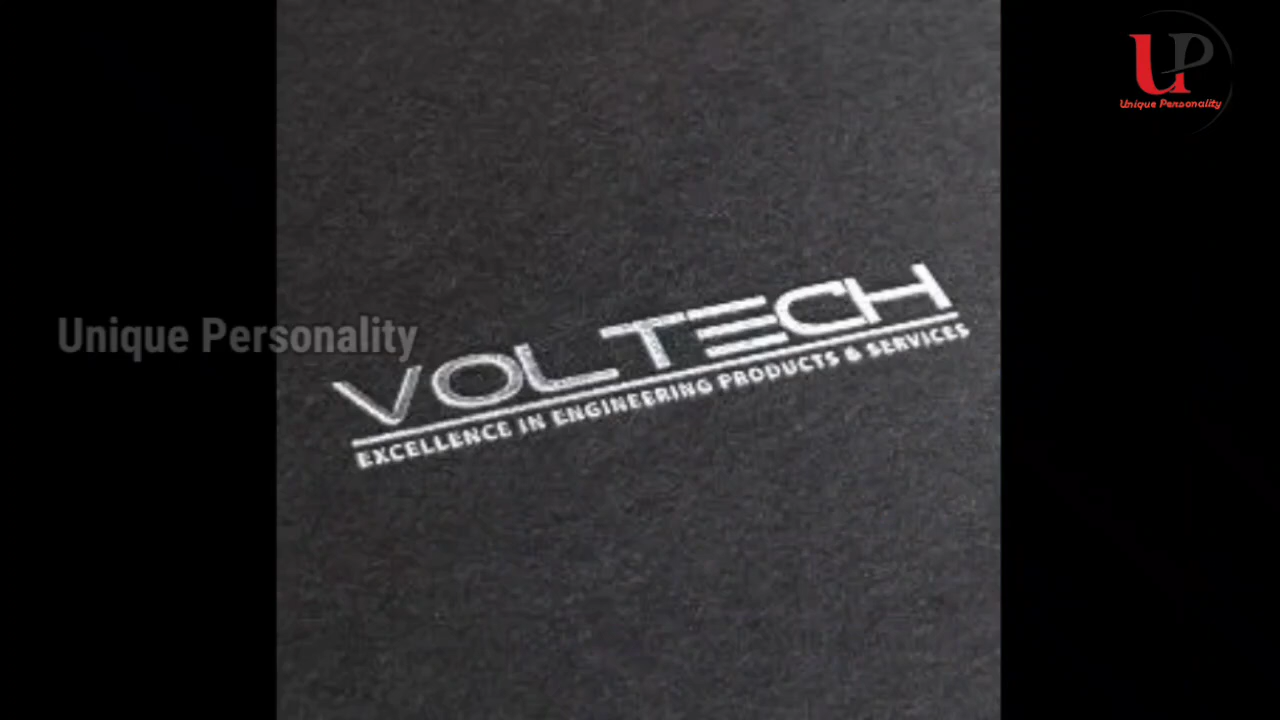 UP
Unique Personality
Unique Personality
VOLTECH
EXCELLENCE IN ENGINEERING PRODUCTS & SERVICES